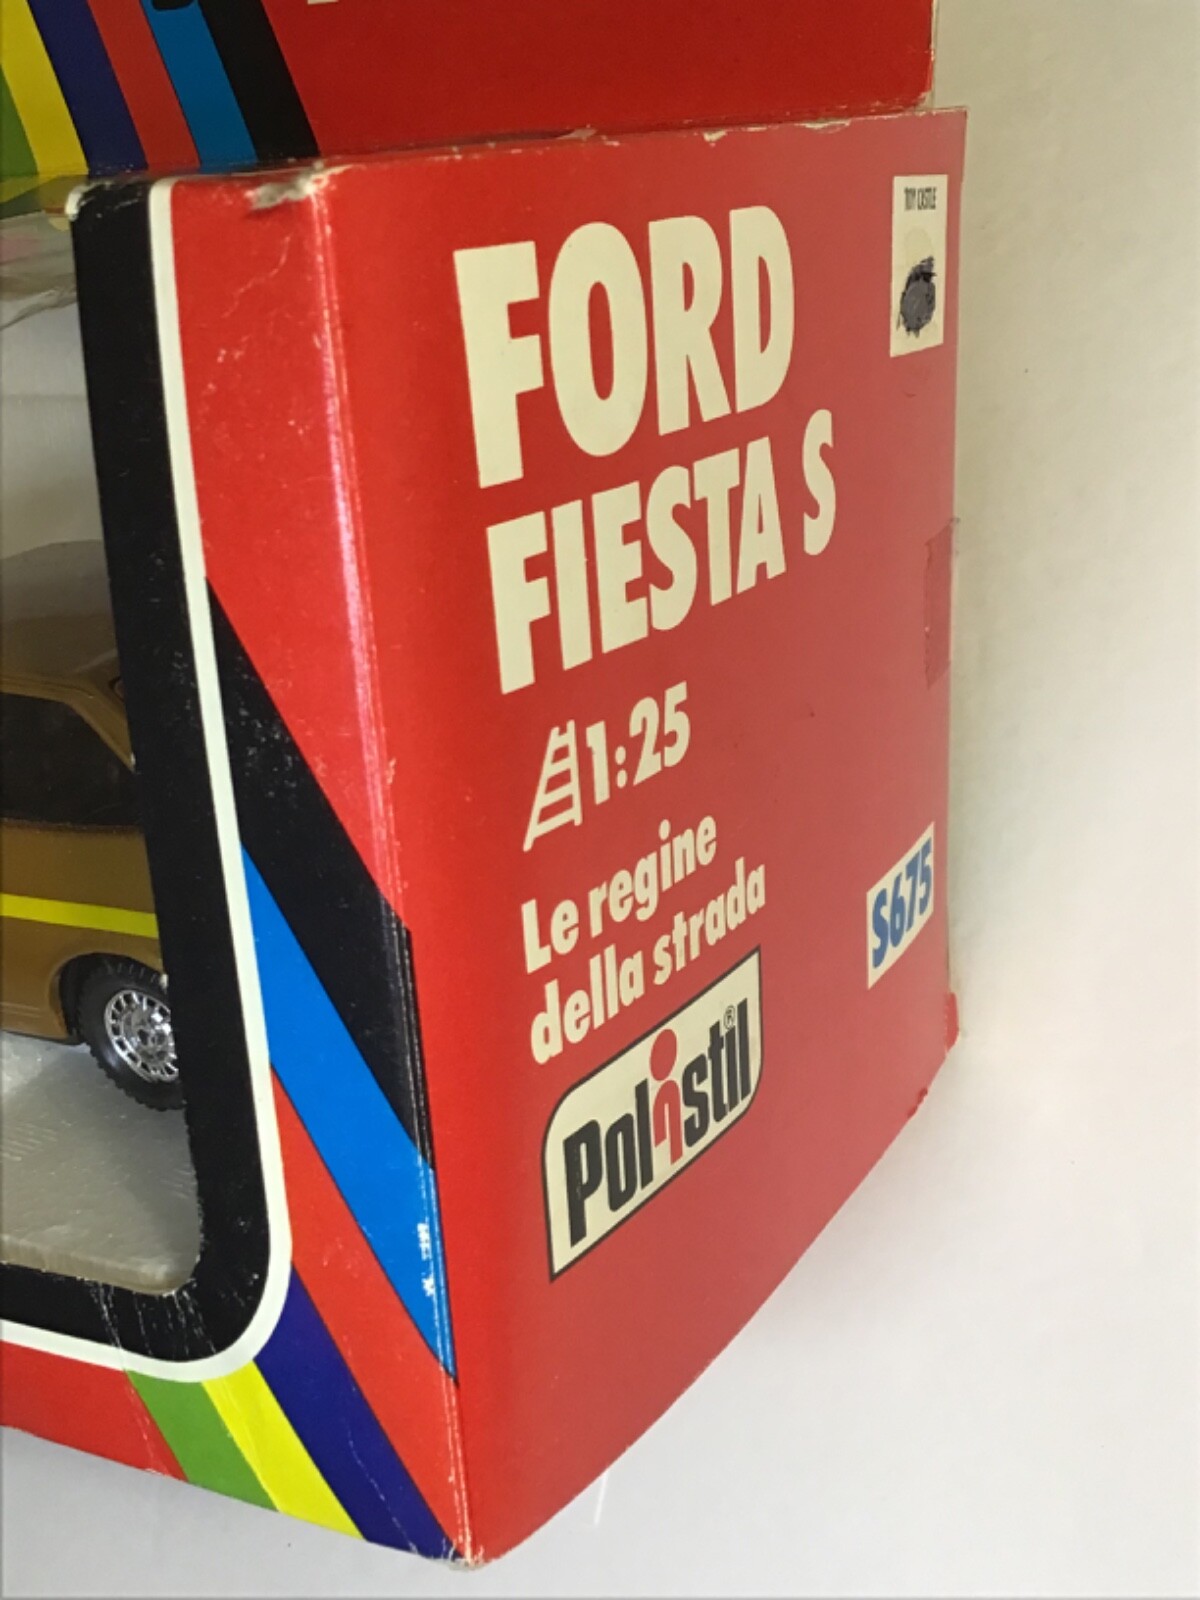 TOY CASTLE
FORD
FIESTA S
1:25
Le regine
della strada
S675
Polistil®